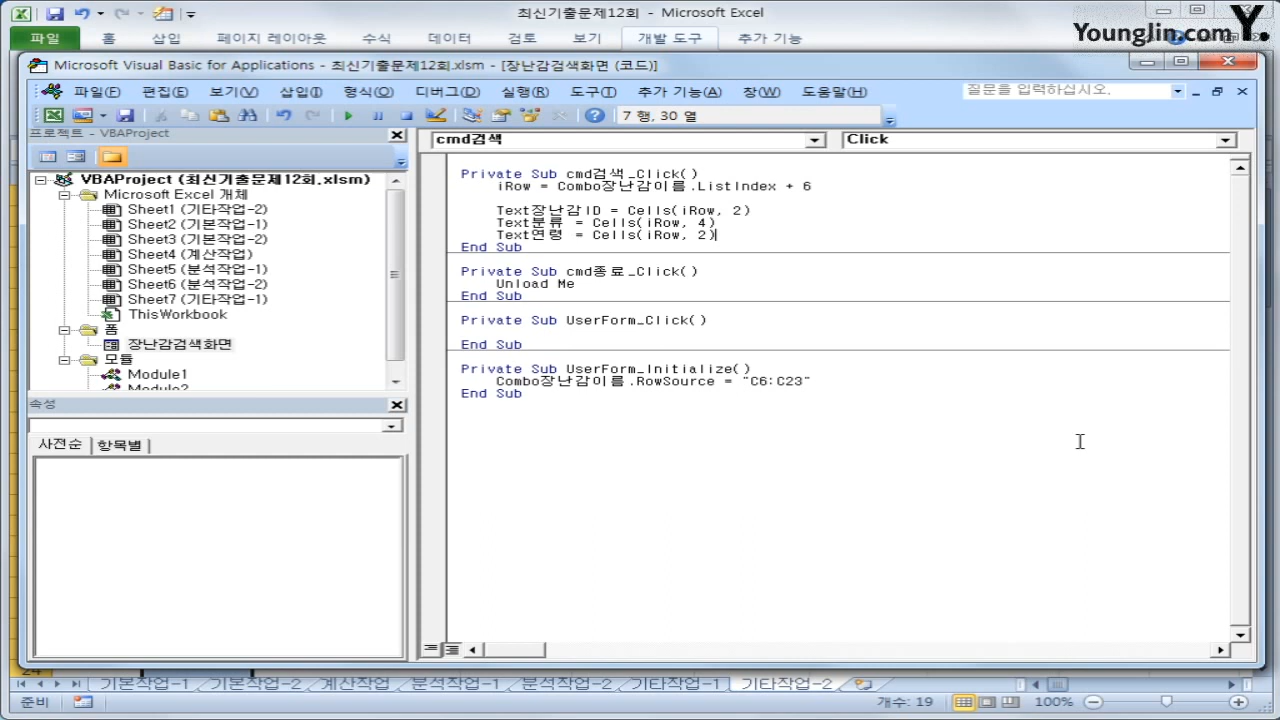 최신기출문제12회 - Microsoft Excel
파일 홈 삽입 페이지 레이아웃 수식 데이터 검토 보기 개발 도구 추가 기능
YoungJin.com Y.
Microsoft Visual Basic for Applications - 최신기출문제12회.xlsm - [장난감검색화면 (코드)]
파일(F) 편집(E) 보기(V) 삽입(I) 형식(O) 디버그(D) 실행(R) 도구(T) 추가 기능(A) 창(W) 도움말(H) 질문을 입력하십시오.
7 행, 30 열
프로젝트 - VBAProject
VBAProject (최신기출문제12회.xlsm)
Microsoft Excel 개체
Sheet1 (기타작업-2)
Sheet2 (기본작업-1)
Sheet3 (기본작업-2)
Sheet4 (계산작업)
Sheet5 (분석작업-1)
Sheet6 (분석작업-2)
Sheet7 (기타작업-1)
ThisWorkbook
폼
장난감검색화면
모듈
Module1
Module2
속성
사전순 항목별
cmd검색 Click
Private Sub cmd검색_Click()
iRow = Combo장난감이름.ListIndex + 6
Text장난감ID = Cells(iRow, 2)
Text분류 = Cells(iRow, 4)
Text연령 = Cells(iRow, 2)
End Sub
Private Sub cmd종료_Click()
Unload Me
End Sub
Private Sub UserForm_Click()
End Sub
Private Sub UserForm_Initialize()
Combo장난감이름.RowSource = "C6:C23"
End Sub
24
기본작업-1 기본작업-2 계산작업 분석작업-1 분석작업-2 기타작업-1 기타작업-2
준비 개수: 19 100%